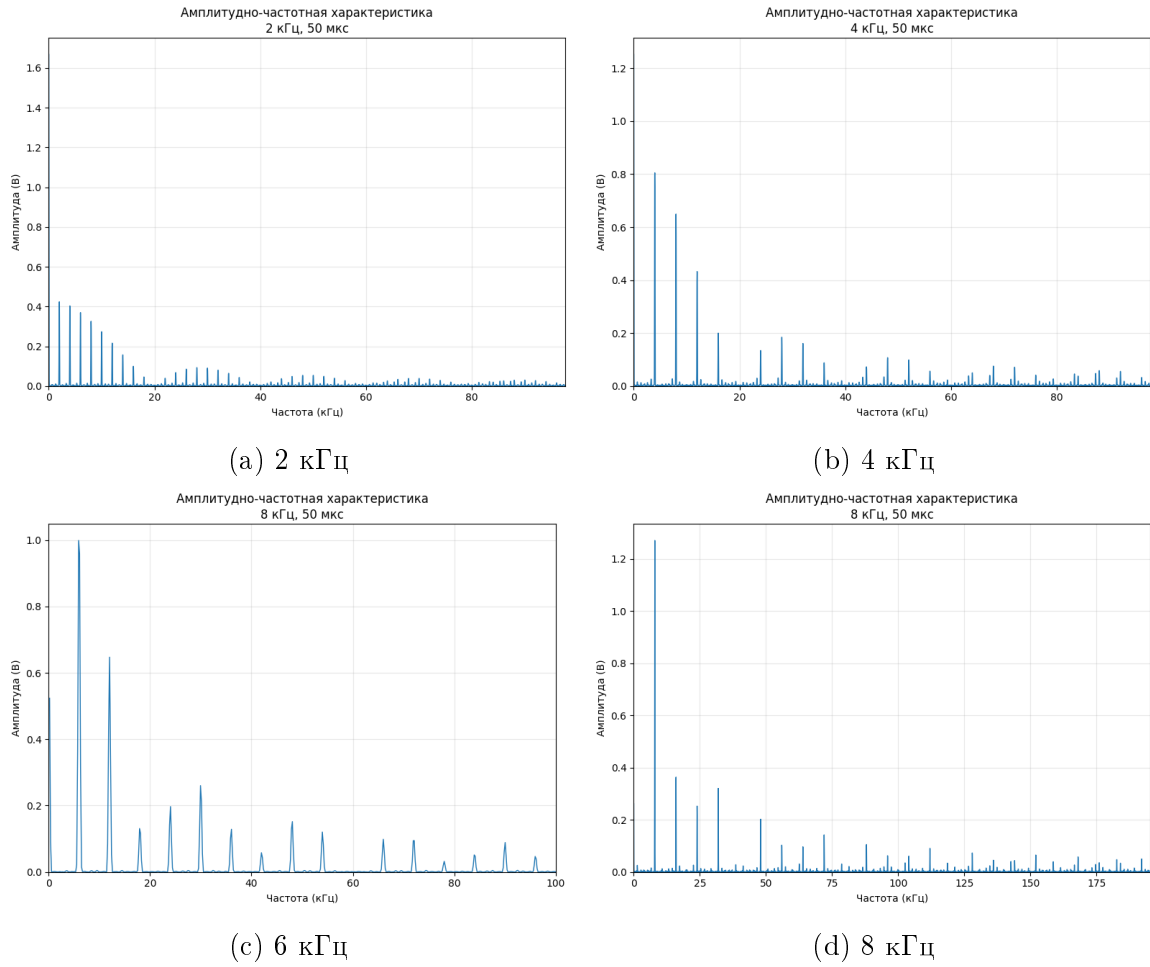 Амплитудно-частотная характеристика
2 кГц, 50 мкс
Амплитуда (В)
1.6
1.4
1.2
1.0
0.8
0.6
0.4
0.2
0.0
0 20 40 60 80
Частота (кГц)
(a) 2 кГц
Амплитудно-частотная характеристика
4 кГц, 50 мкс
Амплитуда (В)
1.2
1.0
0.8
0.6
0.4
0.2
0.0
0 20 40 60 80
Частота (кГц)
(b) 4 кГц
Амплитудно-частотная характеристика
8 кГц, 50 мкс
Амплитуда (В)
1.0
0.8
0.6
0.4
0.2
0.0
0 20 40 60 80 100
Частота (кГц)
(c) 6 кГц
Амплитудно-частотная характеристика
8 кГц, 50 мкс
Амплитуда (В)
1.2
1.0
0.8
0.6
0.4
0.2
0.0
0 25 50 75 100 125 150 175
Частота (кГц)
(d) 8 кГц